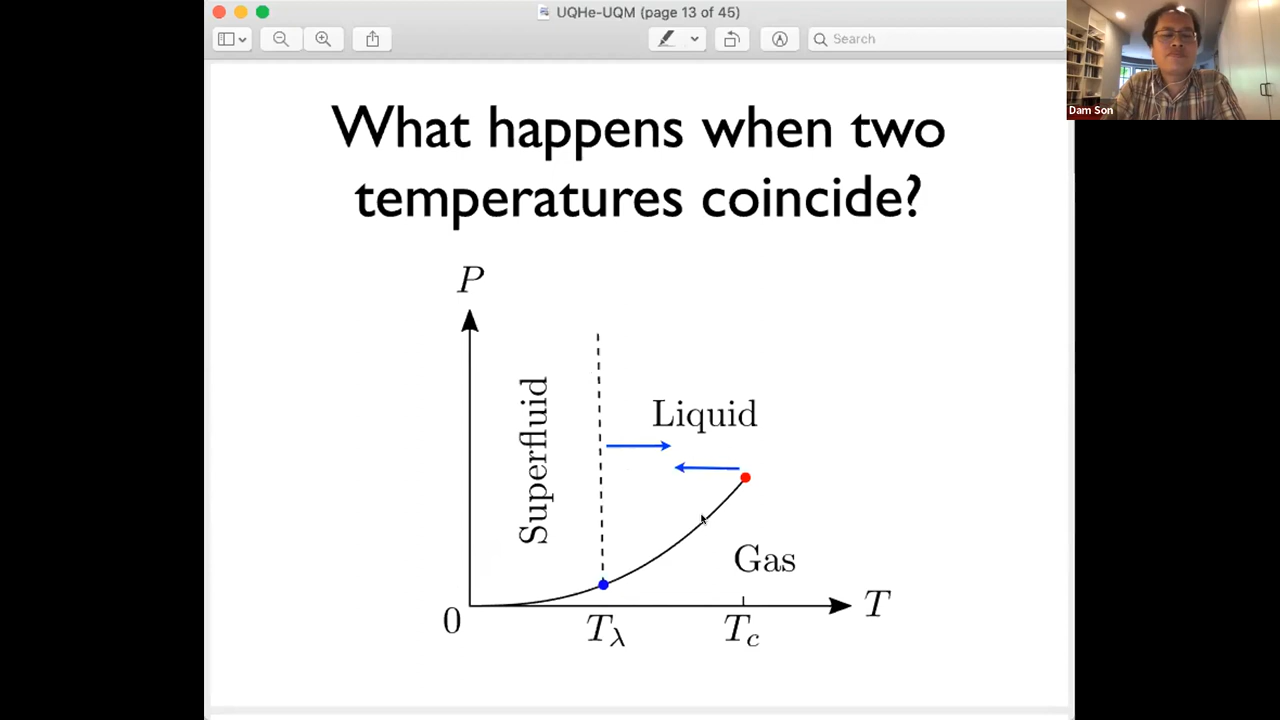 UQHe-UQM (page 13 of 45)
Search
Dam Son
What happens when two
temperatures coincide?
P
Superfluid
Liquid
Gas
0
T_λ
T_c
T